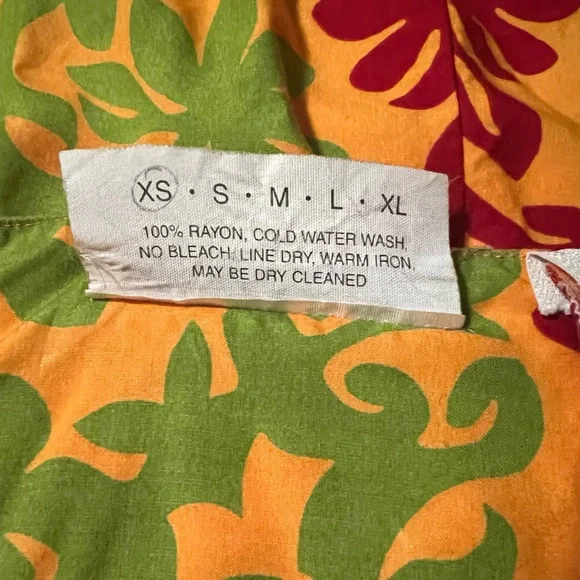 XS · S · M · L · XL
100% RAYON, COLD WATER WASH,
NO BLEACH, LINE DRY, WARM IRON,
MAY BE DRY CLEANED